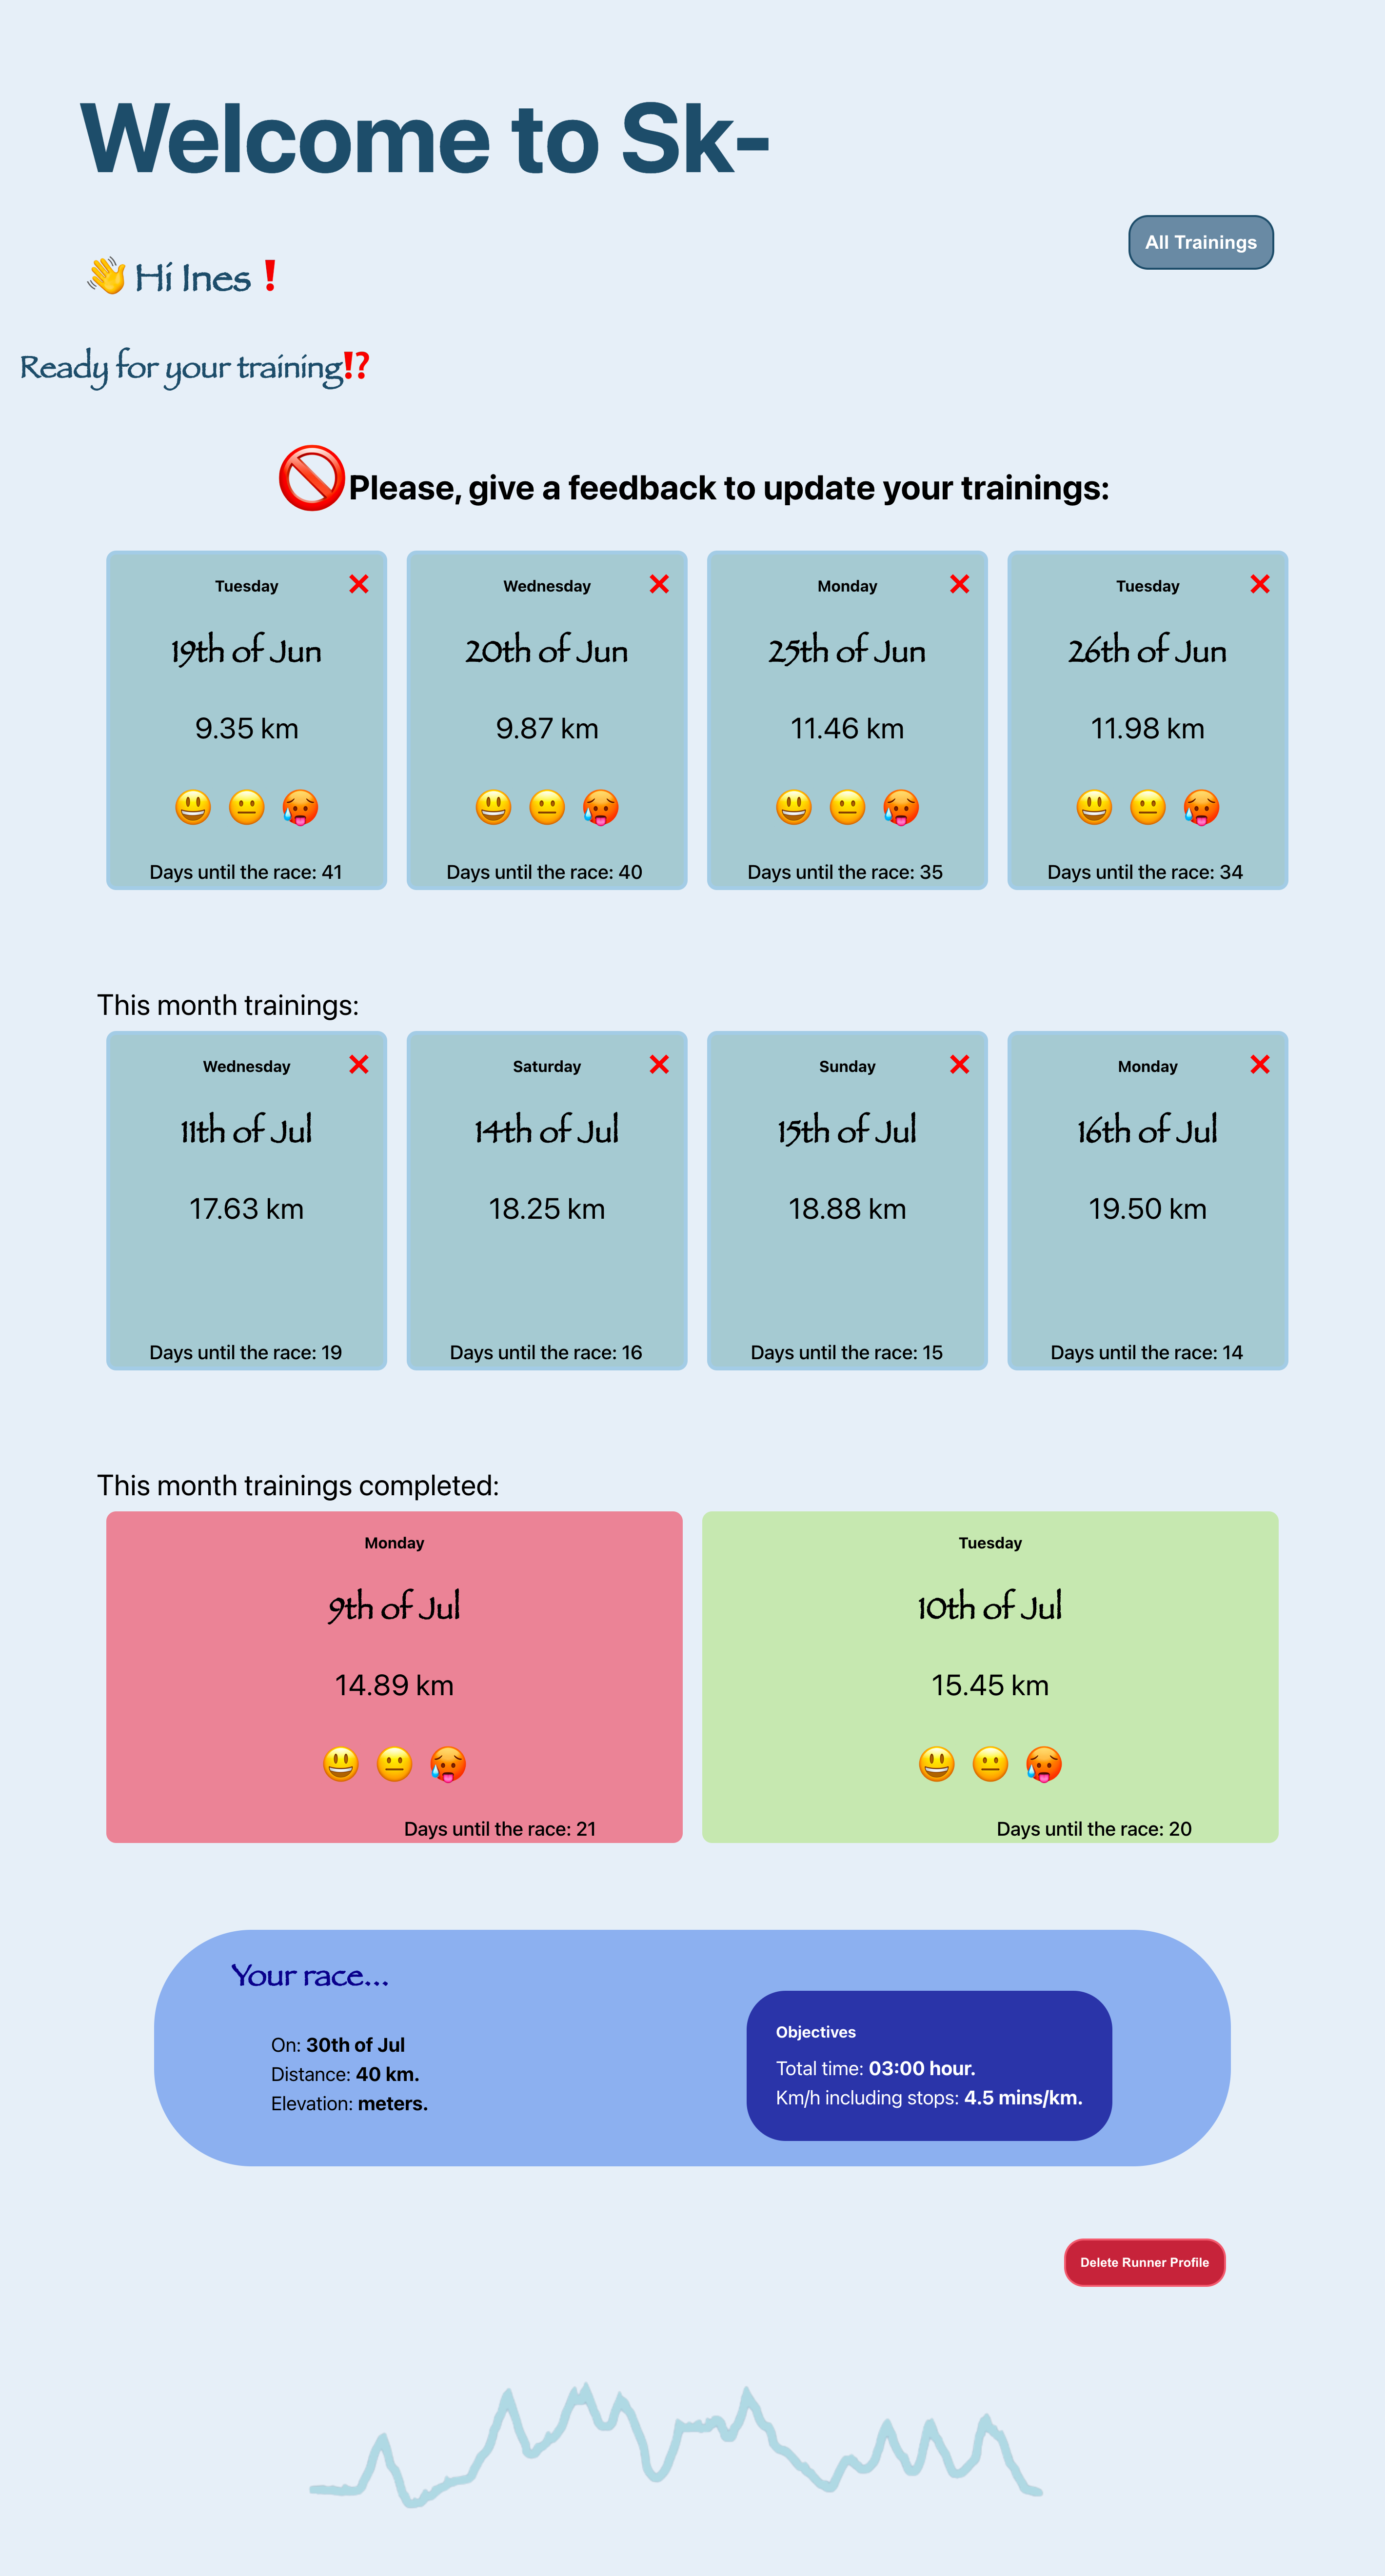 Welcome to Sk-
All Trainings
👋 Hi Ines ❗
Ready for your training⁉️
🚫Please, give a feedback to update your trainings:
Tuesday ❌
19th of Jun
9.35 km
😃 😐 🥵
Days until the race: 41
Wednesday ❌
20th of Jun
9.87 km
😃 😐 🥵
Days until the race: 40
Monday ❌
25th of Jun
11.46 km
😃 😐 🥵
Days until the race: 35
Tuesday ❌
26th of Jun
11.98 km
😃 😐 🥵
Days until the race: 34
This month trainings:
Wednesday ❌
11th of Jul
17.63 km
Days until the race: 19
Saturday ❌
14th of Jul
18.25 km
Days until the race: 16
Sunday ❌
15th of Jul
18.88 km
Days until the race: 15
Monday ❌
16th of Jul
19.50 km
Days until the race: 14
This month trainings completed:
Monday
9th of Jul
14.89 km
😃 😐 🥵
Days until the race: 21
Tuesday
10th of Jul
15.45 km
😃 😐 🥵
Days until the race: 20
Your race...
On: 30th of Jul
Distance: 40 km.
Elevation: meters.
Objectives
Total time: 03:00 hour.
Km/h including stops: 4.5 mins/km.
Delete Runner Profile